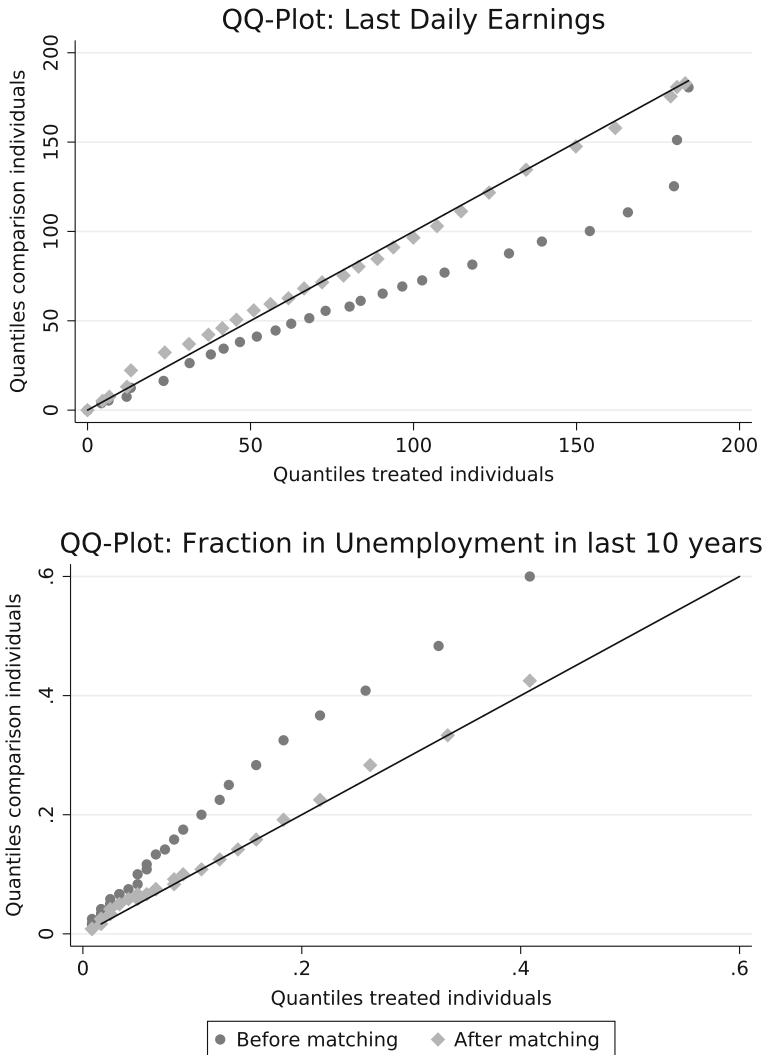 QQ-Plot: Last Daily Earnings
Quantiles comparison individuals
200
150
100
50
0
0 50 100 150 200
Quantiles treated individuals
QQ-Plot: Fraction in Unemployment in last 10 years
Quantiles comparison individuals
.6
.4
.2
0
0 .2 .4 .6
Quantiles treated individuals
Before matching After matching